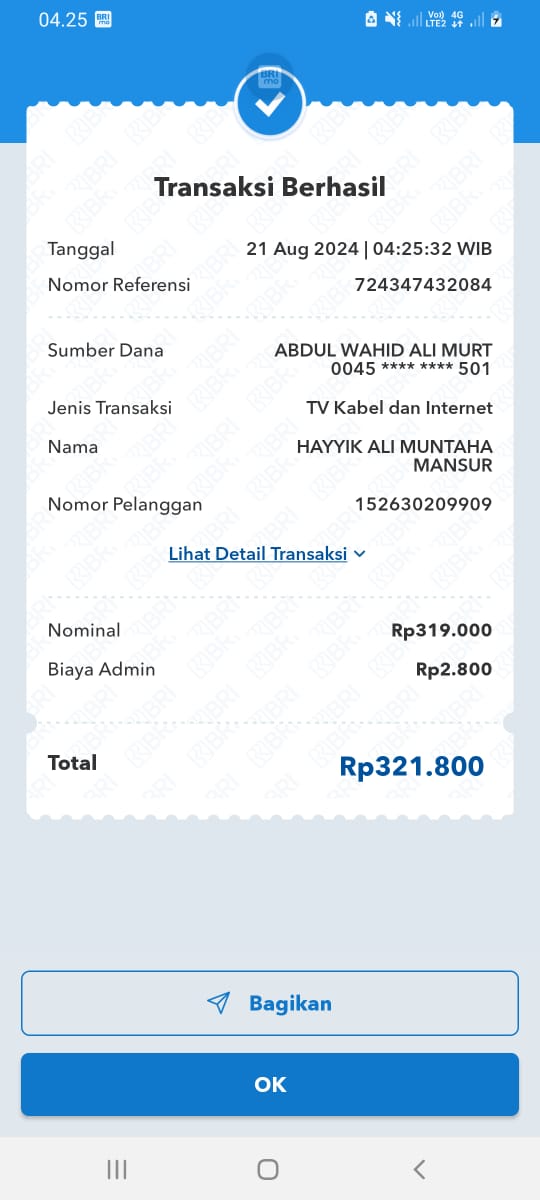 04.25 BRI mo Vo)) 4G LTE2
BRI mo
Transaksi Berhasil
Tanggal 21 Aug 2024 | 04:25:32 WIB
Nomor Referensi 724347432084
Sumber Dana ABDUL WAHID ALI MURT
0045 **** **** 501
Jenis Transaksi TV Kabel dan Internet
Nama HAYYIK ALI MUNTAHA
MANSUR
Nomor Pelanggan 152630209909
Lihat Detail Transaksi
Nominal Rp319.000
Biaya Admin Rp2.800
Total Rp321.800
Bagikan
OK